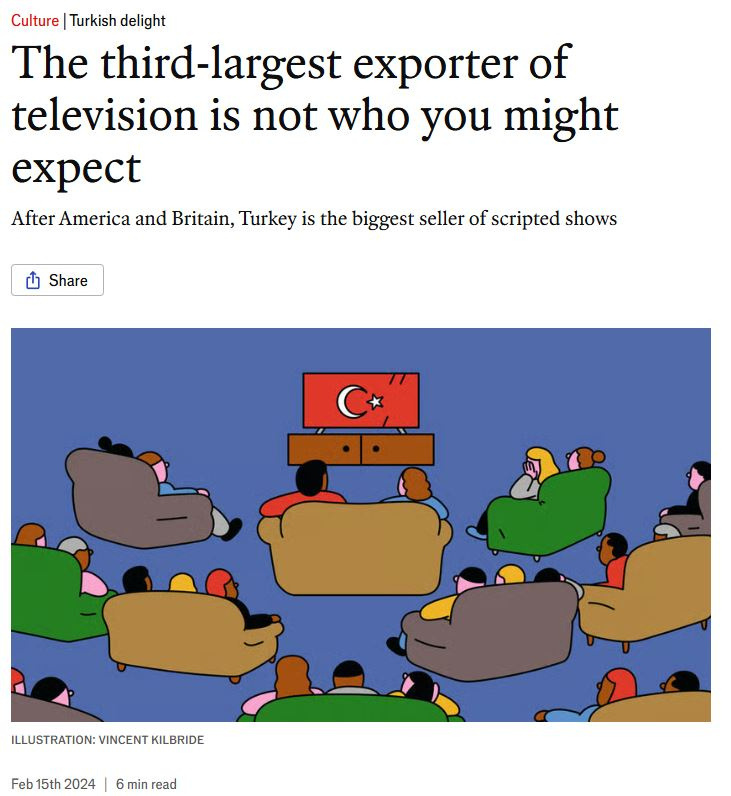 Culture | Turkish delight
The third-largest exporter of
television is not who you might
expect
After America and Britain, Turkey is the biggest seller of scripted shows
Share
ILLUSTRATION: VINCENT KILBRIDE
Feb 15th 2024 | 6 min read